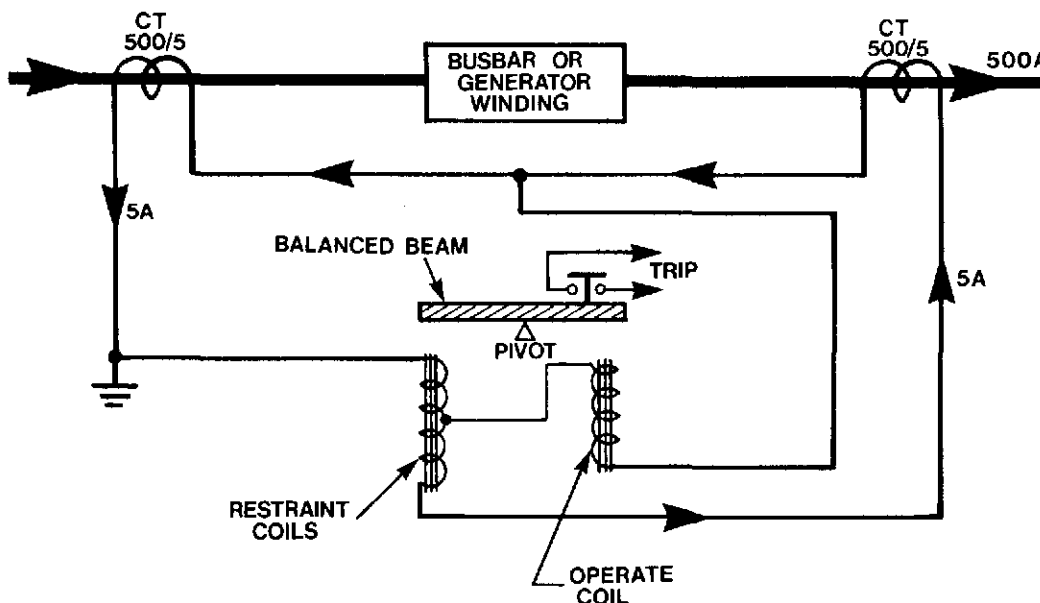 CT
500/5
BUSBAR OR
GENERATOR
WINDING
CT
500/5
500A
5A
BALANCED BEAM
TRIP
5A
PIVOT
RESTRAINT
COILS
OPERATE
COIL